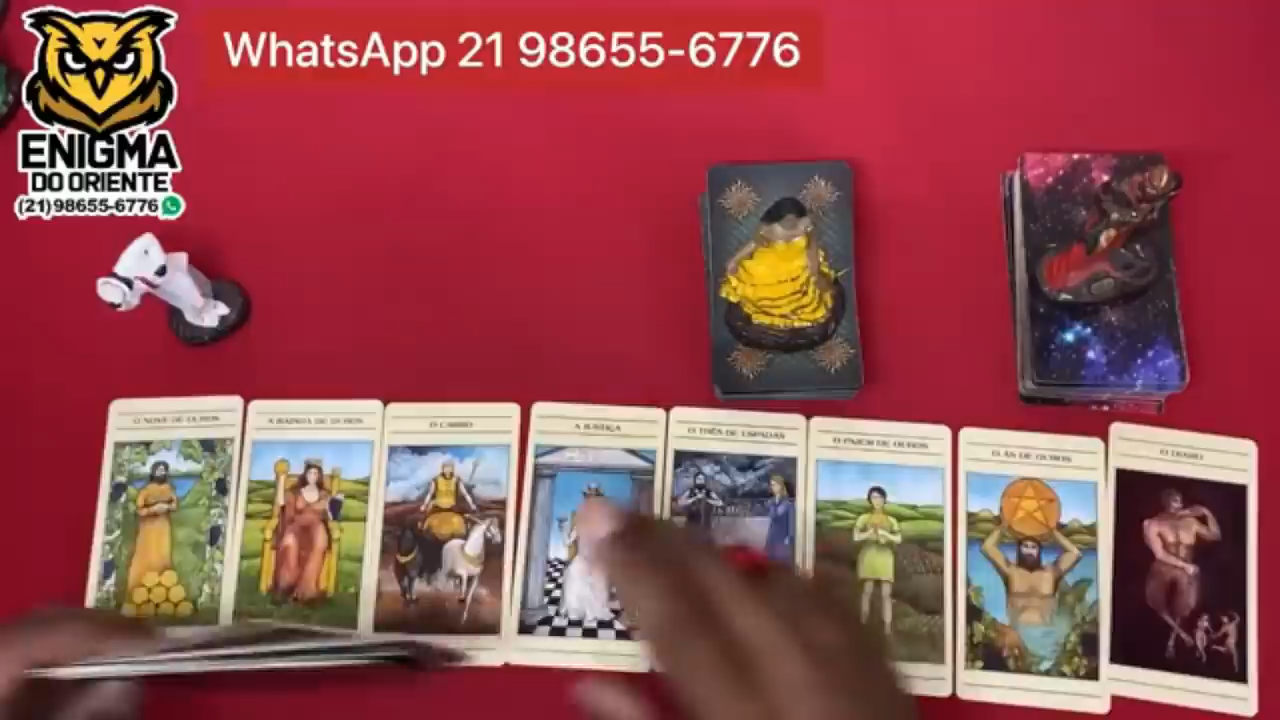 WhatsApp 21 98655-6776
ENIGMA
DO ORIENTE
(21)98655-6776
O NOVE DE OUROS
A RAINHA DE OUROS
O CARRO
A JUSTIÇA
O TRÊS DE ESPADAS
O PAJEM DE OUROS
O ÁS DE OUROS
O DIABO